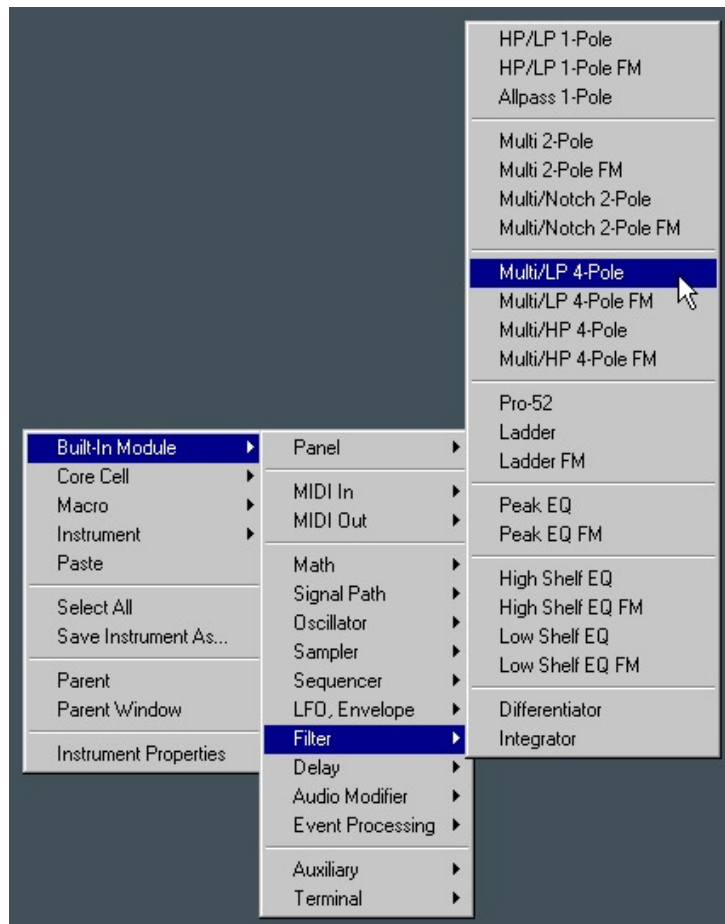 Built-In Module
Core Cell
Macro
Instrument
Paste
Select All
Save Instrument As...
Parent
Parent Window
Instrument Properties
Panel
MIDI In
MIDI Out
Math
Signal Path
Oscillator
Sampler
Sequencer
LFO, Envelope
Filter
Delay
Audio Modifier
Event Processing
Auxiliary
Terminal
HP/LP 1-Pole
HP/LP 1-Pole FM
Allpass 1-Pole
Multi 2-Pole
Multi 2-Pole FM
Multi/Notch 2-Pole
Multi/Notch 2-Pole FM
Multi/LP 4-Pole
Multi/LP 4-Pole FM
Multi/HP 4-Pole
Multi/HP 4-Pole FM
Pro-52
Ladder
Ladder FM
Peak EQ
Peak EQ FM
High Shelf EQ
High Shelf EQ FM
Low Shelf EQ
Low Shelf EQ FM
Differentiator
Integrator